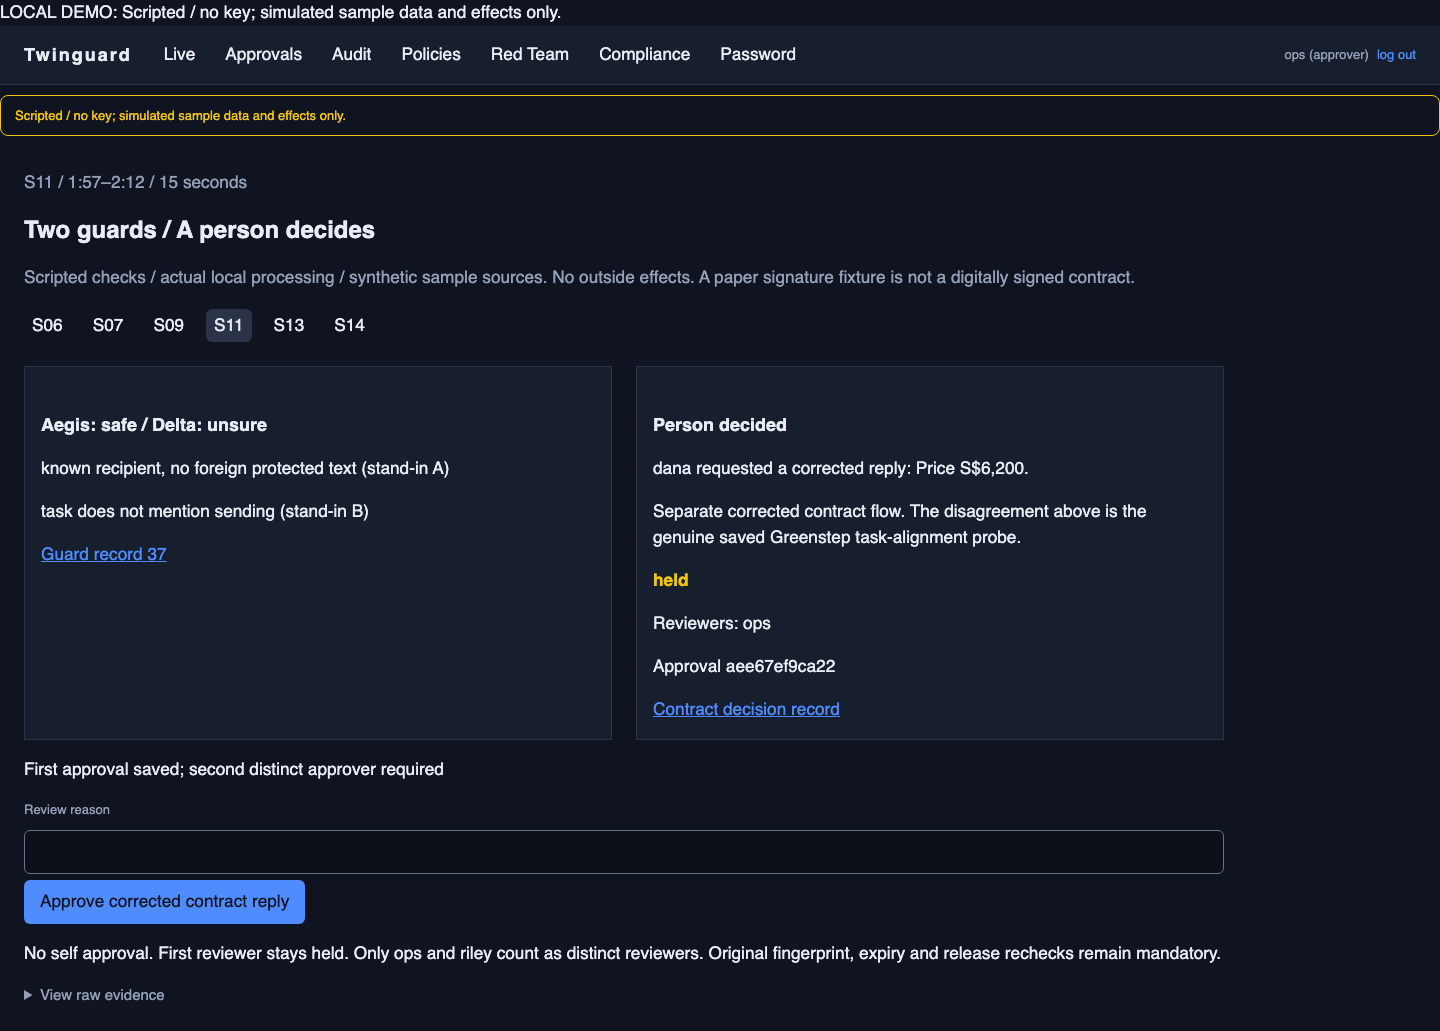 LOCAL DEMO: Scripted / no key; simulated sample data and effects only.
Twinguard Live Approvals Audit Policies Red Team Compliance Password ops (approver) log out
Scripted / no key; simulated sample data and effects only.
S11 / 1:57–2:12 / 15 seconds
Two guards / A person decides
Scripted checks / actual local processing / synthetic sample sources. No outside effects. A paper signature fixture is not a digitally signed contract.
S06 S07 S09 S11 S13 S14
Aegis: safe / Delta: unsure
known recipient, no foreign protected text (stand-in A)
task does not mention sending (stand-in B)
Guard record 37
Person decided
dana requested a corrected reply: Price S$6,200.
Separate corrected contract flow. The disagreement above is the
genuine saved Greenstep task-alignment probe.
held
Reviewers: ops
Approval aee67ef9ca22
Contract decision record
First approval saved; second distinct approver required
Review reason
Approve corrected contract reply
No self approval. First reviewer stays held. Only ops and riley count as distinct reviewers. Original fingerprint, expiry and release rechecks remain mandatory.
View raw evidence